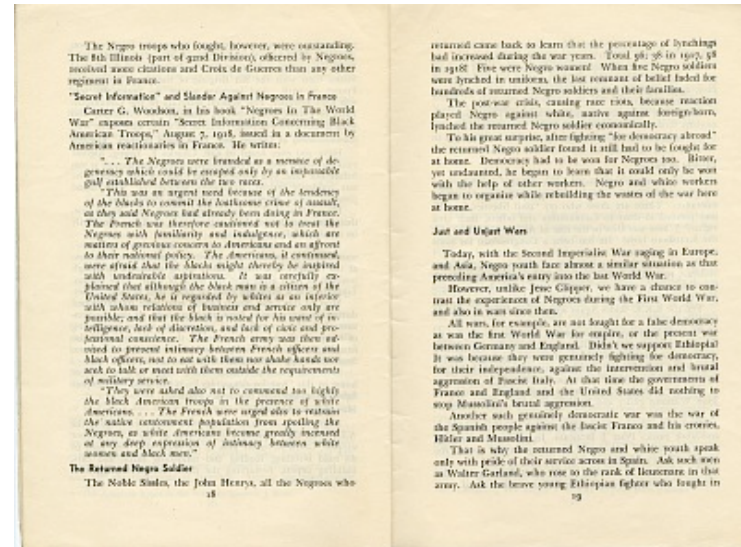 The Negro troops who fought, however, were outstanding.
The 8th Illinois (part of 92nd Division), officered by Negroes,
received more citations and Croix de Guerres than any other
regiment in France.
"Secret Information" and Slander Against Negroes in France
Carter G. Woodson, in his book "Negroes In The World
War" exposes certain "Secret Information Concerning Black
American Troops," August 7, 1918, issued in a document by
American reactionaries in France. He writes:
". . . The Negroes were branded as a menace of de-
generacy which could be escaped only by an impassable
gulf established between the two races.
"This was an urgent need because of the tendency
of the blacks to commit the loathsome crime of assault,
as they said Negroes had already been doing in France.
The French was therefore cautioned not to treat the
Negroes with familiarity and indulgence, which are
matters of grievous concern to Americans and an affront
to their national policy. The Americans, it continued,
were afraid that the blacks might thereby be inspired
with undesirable aspirations. It was carefully ex-
plained that although the black man is a citizen of the
United States, he is regarded by whites as an inferior
with whom relations of business and service only are
possible; and that the black is noted for his want of in-
telligence, lack of discretion, and lack of civic and pro-
fessional conscience. The French army was then ad-
vised to prevent intimacy between French officers and
black officers, not to eat with them nor shake hands nor
seek to talk or meet with them outside the requirements
of military service.
"They were asked also not to commend too highly
the black American troops in the presence of white
Americans. . . . The French were urged also to restrain
the native cantonment population from spoiling the
Negroes, as white Americans become greatly incensed
at any deep expression of intimacy between white
women and black men."
The Returned Negro Soldier
The Noble Sissles, the John Henrys, all the Negroes who
18
returned came back to learn that the percentage of lynchings
had increased during the war years. Total 96; 38 in 1917, 58
in 1918! Five were Negro women! When five Negro soldiers
were lynched in uniform, the last remnant of belief faded for
hundreds of returned Negro soldiers and their families.
The post-war crisis, causing race riots, because reaction
played Negro against white, native against foreign-born,
lynched the returned Negro soldier economically.
To his great surprise, after fighting "for democracy abroad"
the returned Negro soldier found it still had to be fought for
at home. Democracy had to be won for Negroes too. Bitter,
yet undaunted, he began to learn that it could only be won
with the help of other workers. Negro and white workers
began to organize while rebuilding the wastes of the war here
at home.
Just and Unjust Wars
Today, with the Second Imperialist War raging in Europe,
and Asia, Negro youth face almost a similar situation as that
preceding America's entry into the last World War.
However, unlike Jesse Clipper, we have a chance to con-
trast the experiences of Negroes during the First World War,
and also in wars since then.
All wars, for example, are not fought for a false democracy
as was the first World War for empire, or the present war
between Germany and England. Didn't we support Ethiopia?
It was because they were genuinely fighting for democracy,
for their independence, against the intervention and brutal
aggression of Fascist Italy. At that time the governments of
France and England and the United States did nothing to
stop Mussolini's brutal aggression.
Another such genuinely democratic war was the war of
the Spanish people against the fascist Franco and his cronies,
Hitler and Mussolini.
That is why the returned Negro and white youth speak
only with pride of their service across in Spain. Ask such men
as Walter Garland, who rose to the rank of lieutenant in that
army. Ask the brave young Ethiopian fighter who fought in
19